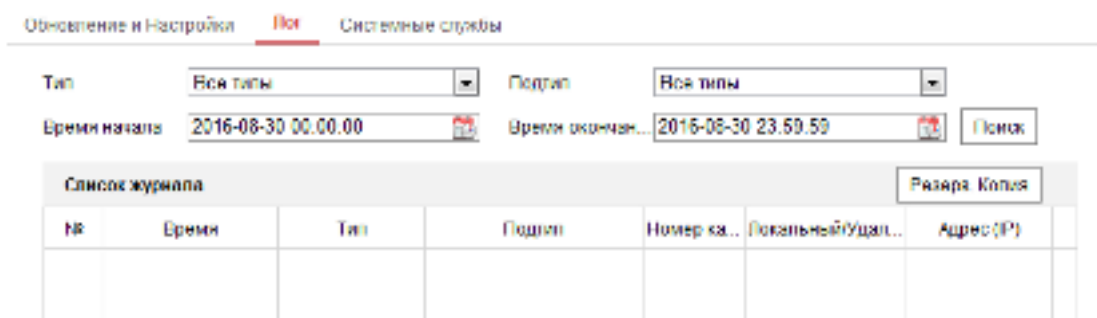 Обновление и Настройки Лог Системные службы
Тип Все типы Подтип Все типы
Время начала 2016-08-30 00.00.00 Время окончан... 2016-08-30 23.59.59 Поиск
Список журнала Резерв. Копия
№ Время Тип Подтип Номер ка... Локальный/Удал... Адрес (IP)